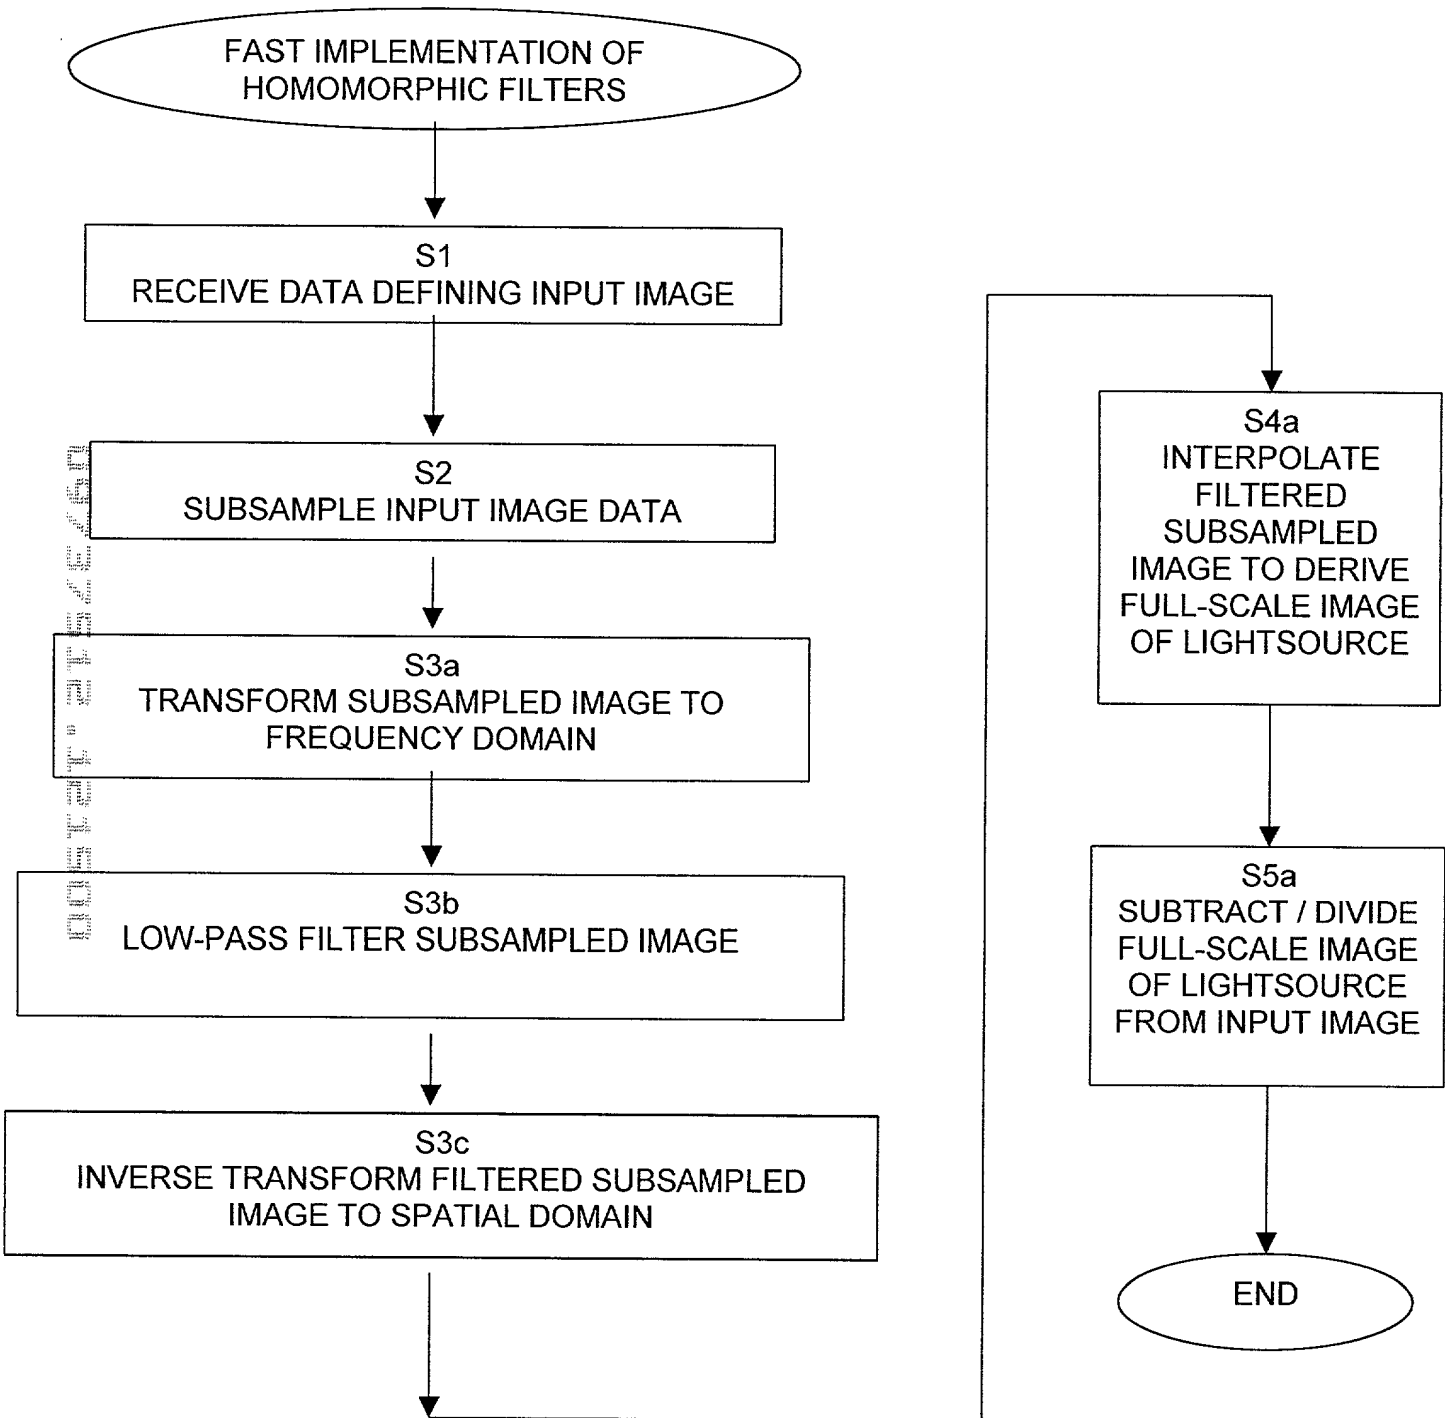 FAST IMPLEMENTATION OF
HOMOMORPHIC FILTERS
S1
RECEIVE DATA DEFINING INPUT IMAGE
S2
SUBSAMPLE INPUT IMAGE DATA
S3a
TRANSFORM SUBSAMPLED IMAGE TO
FREQUENCY DOMAIN
S3b
LOW-PASS FILTER SUBSAMPLED IMAGE
S3c
INVERSE TRANSFORM FILTERED SUBSAMPLED
IMAGE TO SPATIAL DOMAIN
S4a
INTERPOLATE
FILTERED
SUBSAMPLED
IMAGE TO DERIVE
FULL-SCALE IMAGE
OF LIGHTSOURCE
S5a
SUBTRACT / DIVIDE
FULL-SCALE IMAGE
OF LIGHTSOURCE
FROM INPUT IMAGE
END